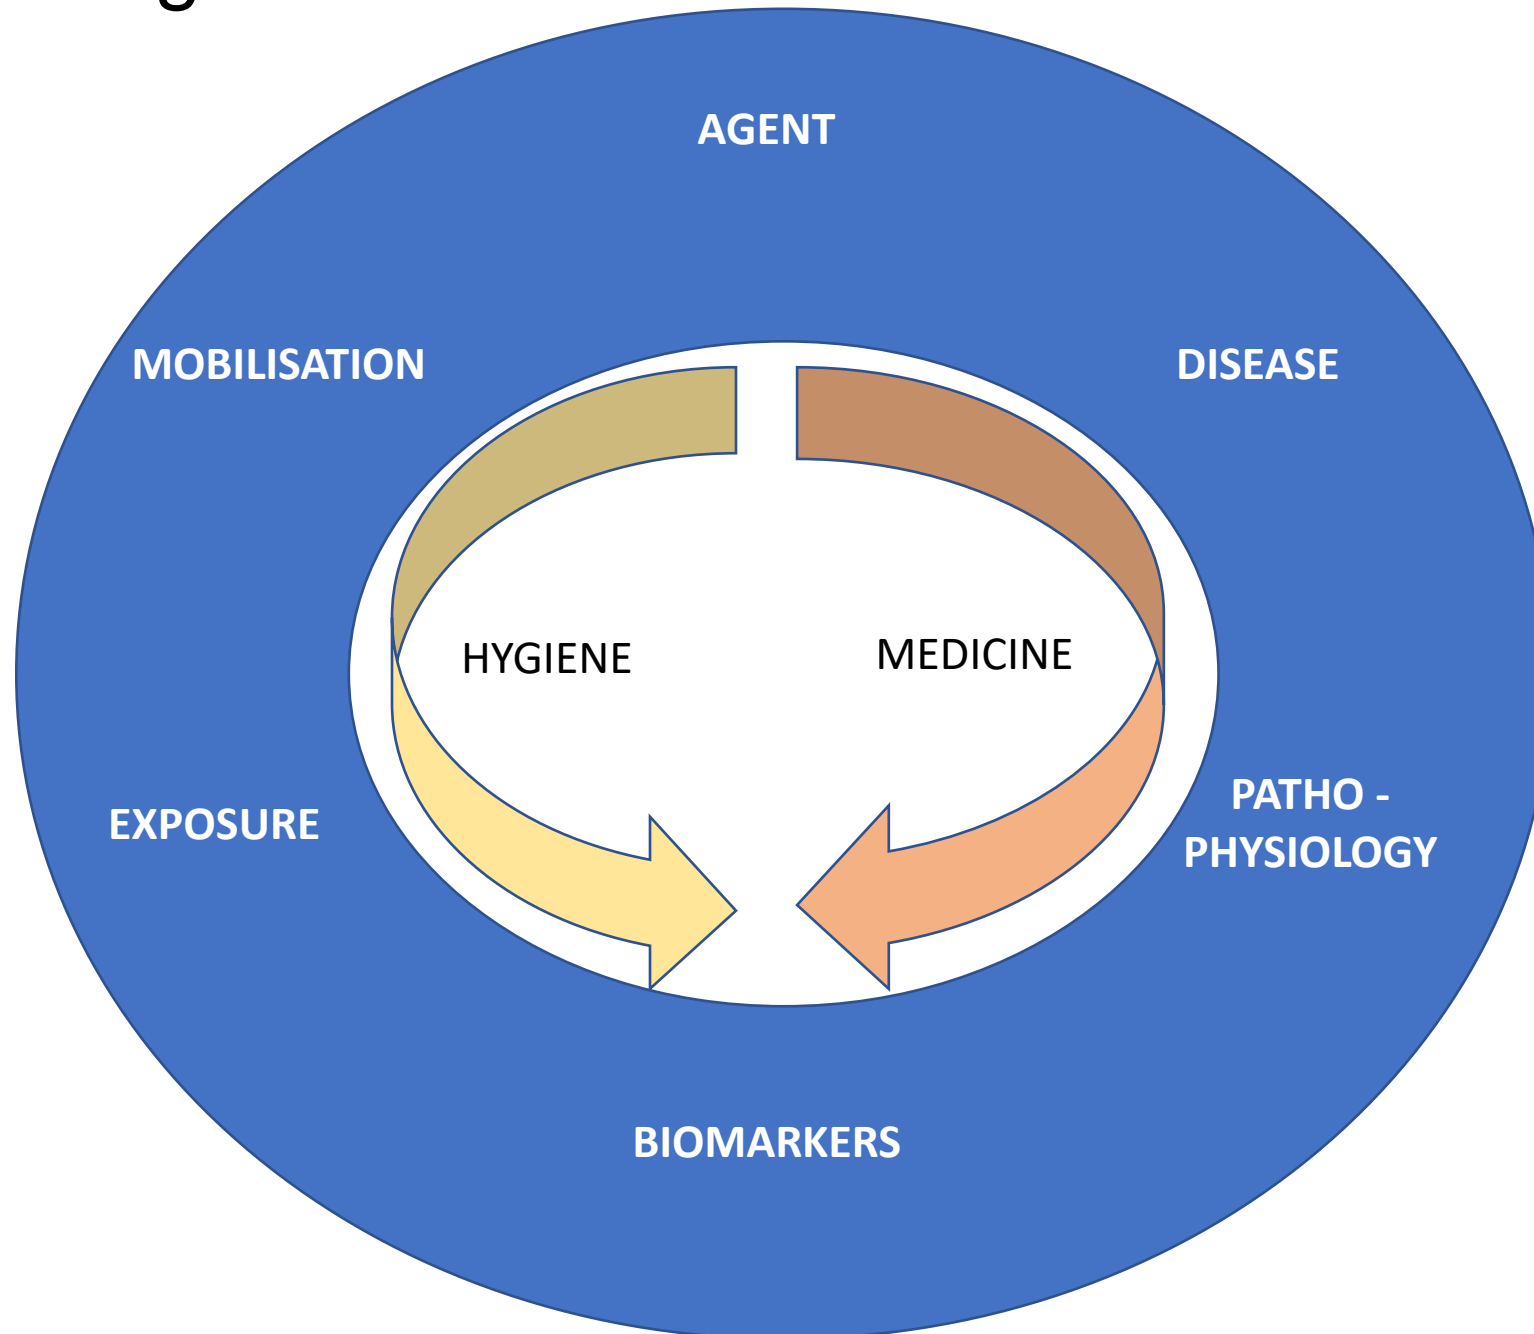 AGENT
MOBILISATION
DISEASE
HYGIENE
MEDICINE
EXPOSURE
PATHO -
PHYSIOLOGY
BIOMARKERS